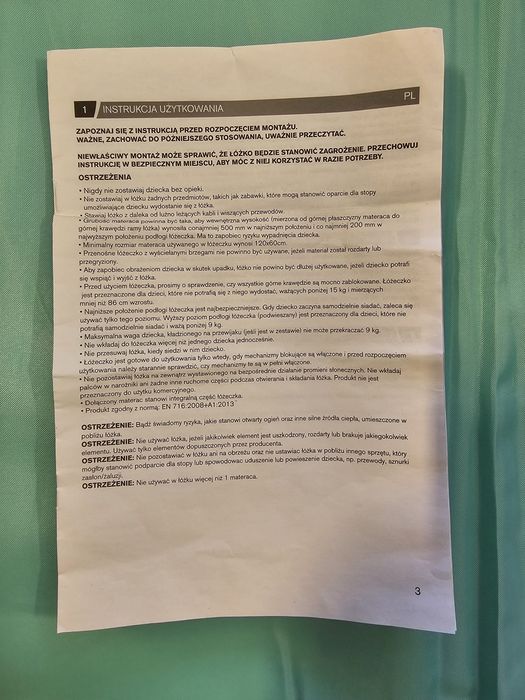 1 INSTRUKCJA UŻYTKOWANIA
PL
ZAPOZNAJ SIĘ Z INSTRUKCJĄ PRZED ROZPOCZĘCIEM MONTAŻU.
WAŻNE, ZACHOWAĆ DO PÓŹNIEJSZEGO STOSOWANIA, UWAŻNIE PRZECZYTAĆ.
NIEWŁAŚCIWY MONTAŻ MOŻE SPRAWIĆ, ŻE ŁÓŻKO BĘDZIE STANOWIĆ ZAGROŻENIE. PRZECHOWUJ
INSTRUKCJĘ W BEZPIECZNYM MIEJSCU, ABY MÓC Z NIEJ KORZYSTAĆ W RAZIE POTRZEBY.
OSTRZEŻENIA
• Nigdy nie zostawiaj dziecka bez opieki.
• Nie zostawiaj w łóżku żadnych przedmiotów, takich jak zabawki, które mogą stanowić oparcie dla stopy
umożliwiające dziecku wydostanie się z łóżka.
• Stawiaj łóżko z daleka od luźno leżących kabli i wiszących przewodów.
• Grubość materaca powinna być taka, aby wewnętrzna wysokość (mierzona od górnej płaszczyzny materaca do
górnej krawędzi ramy łóżka) wynosiła conajmniej 500 mm w najniższym położeniu i co najmniej 200 mm w
najwyższym położeniu podłogi łóżeczka. Ma to zapobiec ryzyku wypadnięcia dziecka.
• Minimalny rozmiar materaca używanego w łóżeczku wynosi 120x60cm.
• Przenośne łóżeczko z wyściełanymi brzegami nie powinno być używane, jeżeli materiał został rozdarty lub
przegryziony.
• Aby zapobiec obrażeniom dziecka w skutek upadku, łóżko nie powino być dłużej użytkowane, jeżeli dziecko potrafi
się wspiąć i wyjść z łóżka.
• Przed użyciem łóżeczka, prosimy o sprawdzenie, czy wszystkie górne krawędzie są mocno zablokowane. Łóżeczko
jest przeznaczone dla dzieci, które nie potrafią się z niego wydostać, ważących poniżej 15 kg i mierzących
mniej niż 86 cm wzrostu.
• Najniższe położenie podłogi łóżeczka jest najbezpieczniejsze. Gdy dziecko zaczyna samodzielnie siadać, zaleca się
używać tylko tego poziomu. Wyższy poziom podłogi łóżeczka (podwieszany) jest przeznaczony dla dzieci, które nie
potrafią samodzielnie siadać i ważą poniżej 9 kg.
• Maksymalna waga dziecka, kładzionego na przewijaku (jeśli jest w zestawie) nie może przekraczać 9 kg.
• Nie wkładaj do łóżeczka więcej niż jednego dziecka jednocześnie.
• Nie przesuwaj łóżka, kiedy siedzi w nim dziecko.
• Łóżeczko jest gotowe do użytkowania tylko wtedy, gdy mechanizmy blokujące są włączone i przed rozpoczęciem
użytkowania należy starannie sprawdzić, czy mechanizmy te są w pełni włączone.
• Nie pozostawiaj łóżka na zewnątrz wystawionego na bezpośrednie działanie promieni słonecznych. Nie wkładaj
palców w narożniki ani żadne inne ruchome części podczas otwierania i składania łóżka. Produkt nie jest
przeznaczony do użytku komercyjnego.
• Dołączony materac stanowi integralną część łóżeczka.
• Produkt zgodny z normą: EN 716:2008+A1:2013
OSTRZEŻENIE: Bądź świadomy ryzyka, jakie stanowi otwarty ogień oraz inne silne źródła ciepła, umieszczone w
pobliżu łóżka.
OSTRZEŻENIE: Nie używać łóżka, jeżeli jakikolwiek element jest uszkodzony, rozdarty lub brakuje jakiegokolwiek
elementu. Używać tylko elementów dopuszczonych przez producenta.
OSTRZEŻENIE: Nie pozostawiać w łóżku ani na obrzeżu oraz nie ustawiać łóżka w pobliżu innego sprzętu, który
mógłby stanowić podparcie dla stopy lub spowodować uduszenie lub powieszenie dziecka, np. przewody, sznurki
zasłon/żaluzji.
OSTRZEŻENIE: Nie używać w łóżku więcej niż 1 materaca.
3